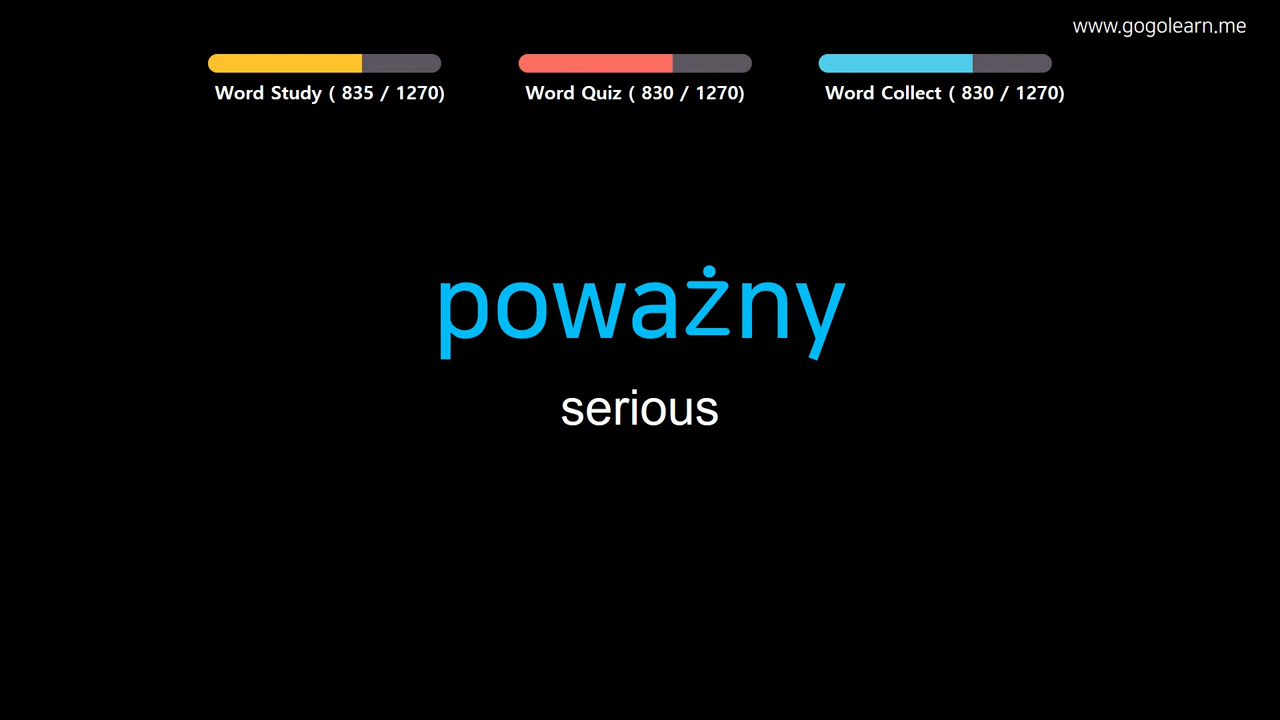 www.gogolearn.me
Word Study ( 835 / 1270)
Word Quiz ( 830 / 1270)
Word Collect ( 830 / 1270)
poważny
serious